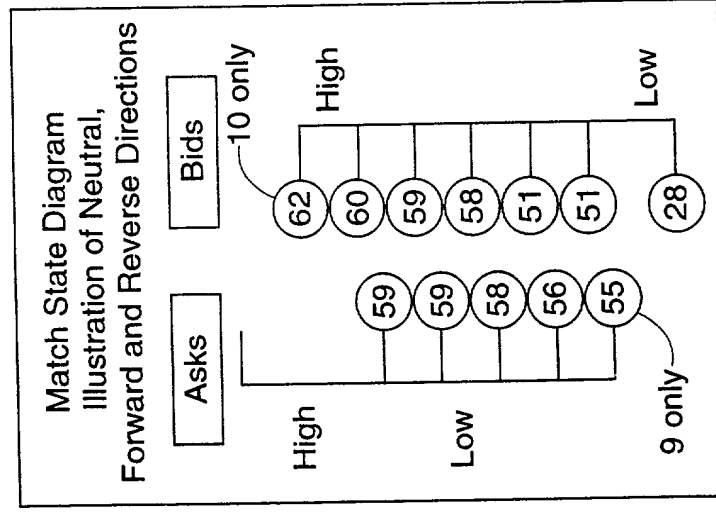 Match State Diagram
Illustration of Neutral,
Forward and Reverse Directions
Asks
Bids
10 only
High
High
62
60
59
59
59
58
58
51
56
51
55
Low
28
Low
9 only